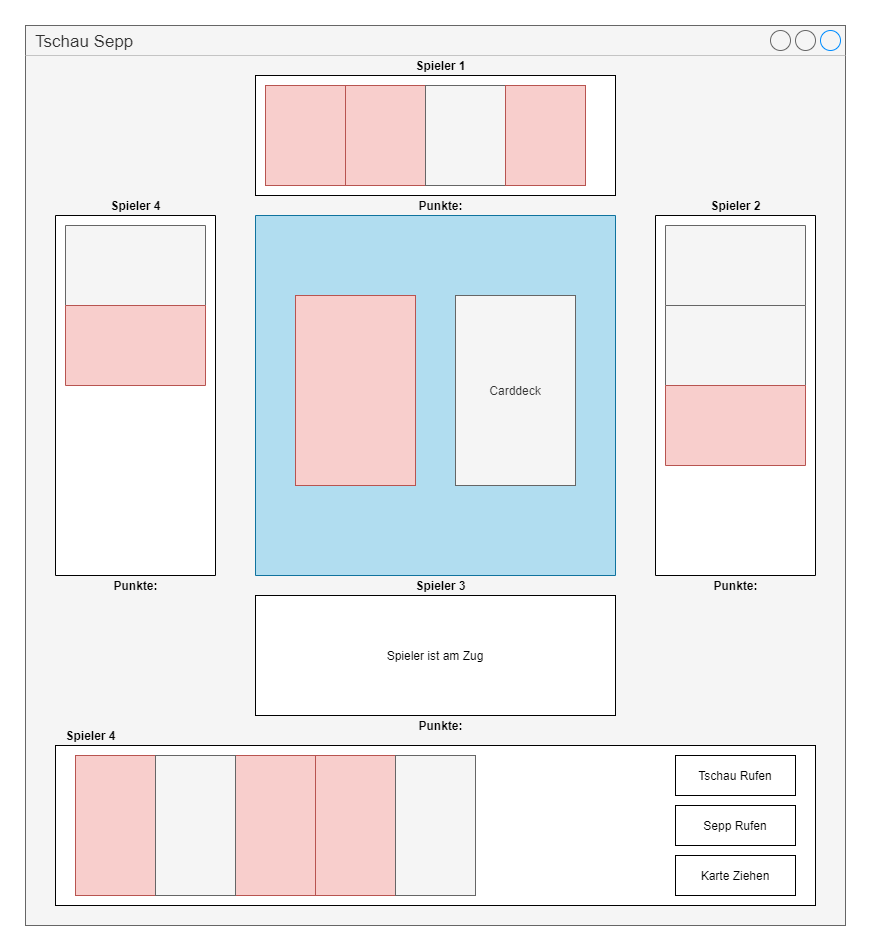 Tschau Sepp
Spieler 1
Spieler 4
Punkte:
Spieler 2
Carddeck
Punkte:
Spieler 3
Punkte:
Spieler ist am Zug
Punkte:
Spieler 4
Tschau Rufen
Sepp Rufen
Karte Ziehen